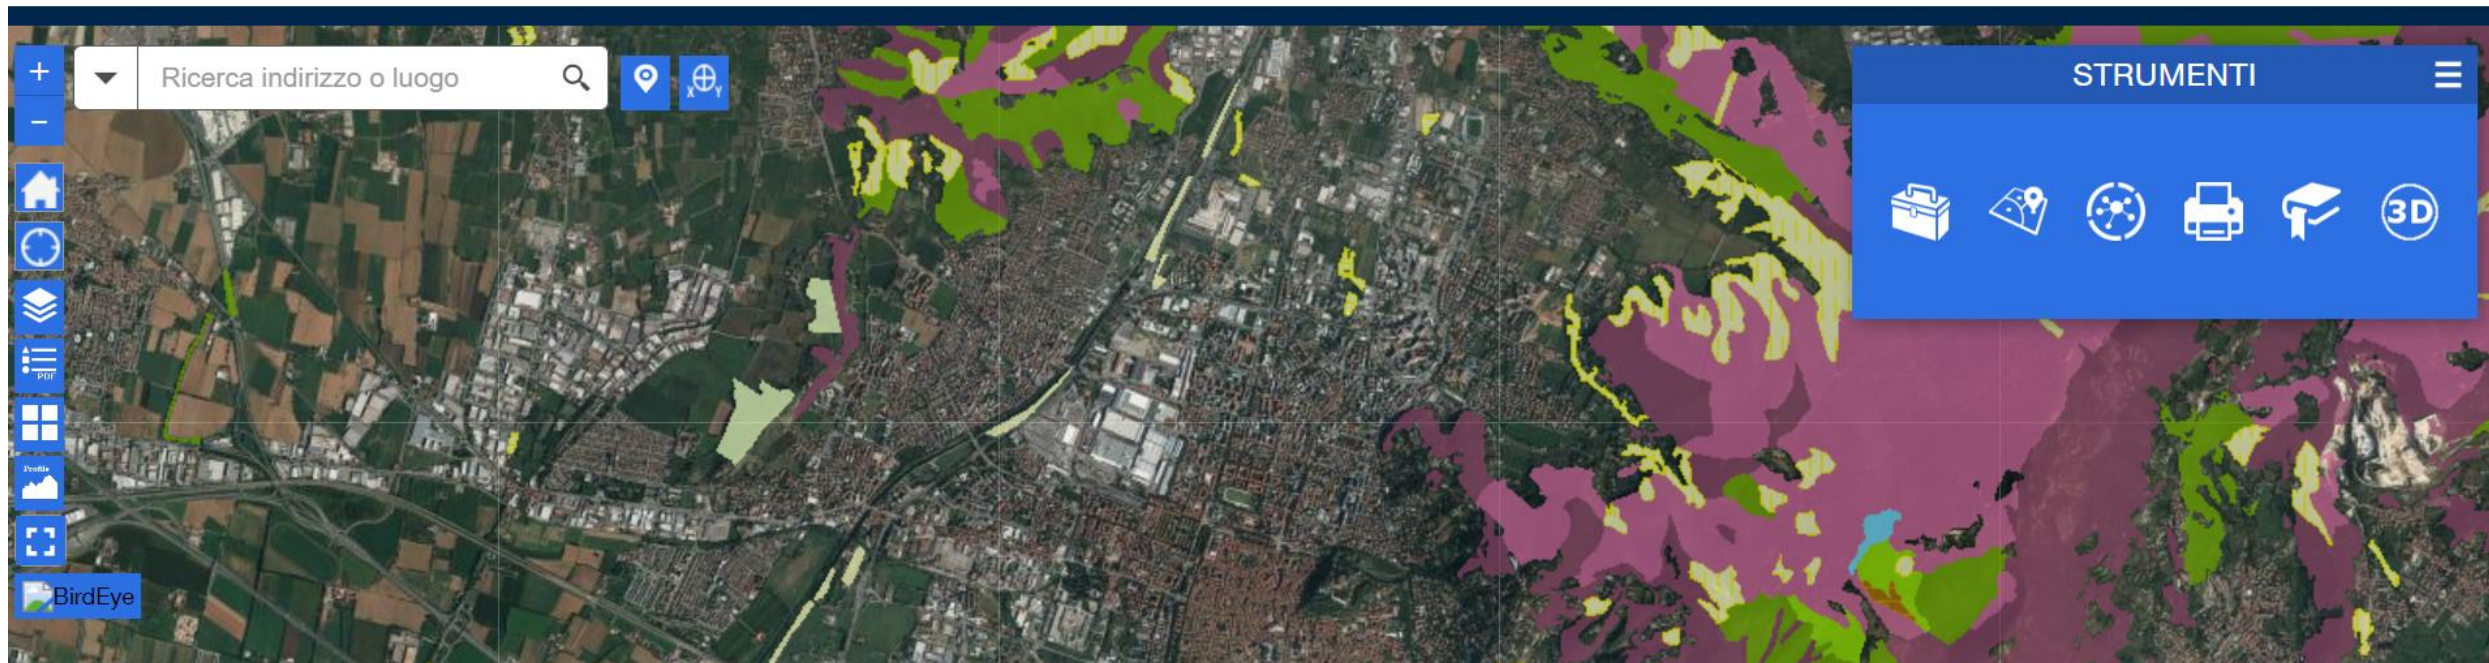 +
Ricerca indirizzo o luogo
X Y
STRUMENTI
−
3D
PDF
Profile
BirdEye